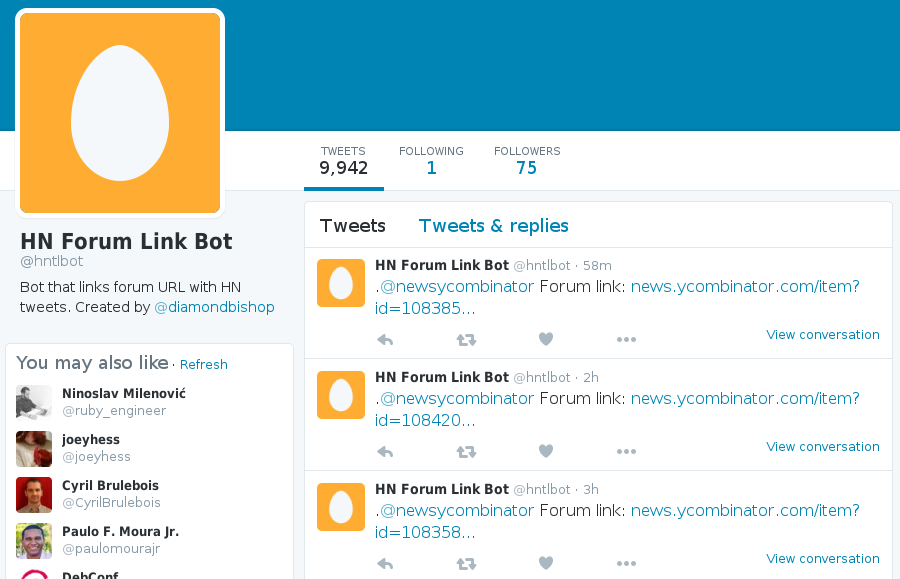 TWEETS FOLLOWING FOLLOWERS
9,942 1 75
HN Forum Link Bot
@hntlbot
Bot that links forum URL with HN
tweets. Created by @diamondbishop
You may also like · Refresh
Ninoslav Milenović
@ruby_engineer
joeyhess
@joeyhess
Cyril Brulebois
@CyrilBrulebois
Paulo F. Moura Jr.
@paulomourajr
DebConf
Tweets Tweets & replies
HN Forum Link Bot @hntlbot · 58m
.@newsycombinator Forum link: news.ycombinator.com/item?
id=108385...
View conversation
HN Forum Link Bot @hntlbot · 2h
.@newsycombinator Forum link: news.ycombinator.com/item?
id=108420...
View conversation
HN Forum Link Bot @hntlbot · 3h
.@newsycombinator Forum link: news.ycombinator.com/item?
id=108358...
View conversation